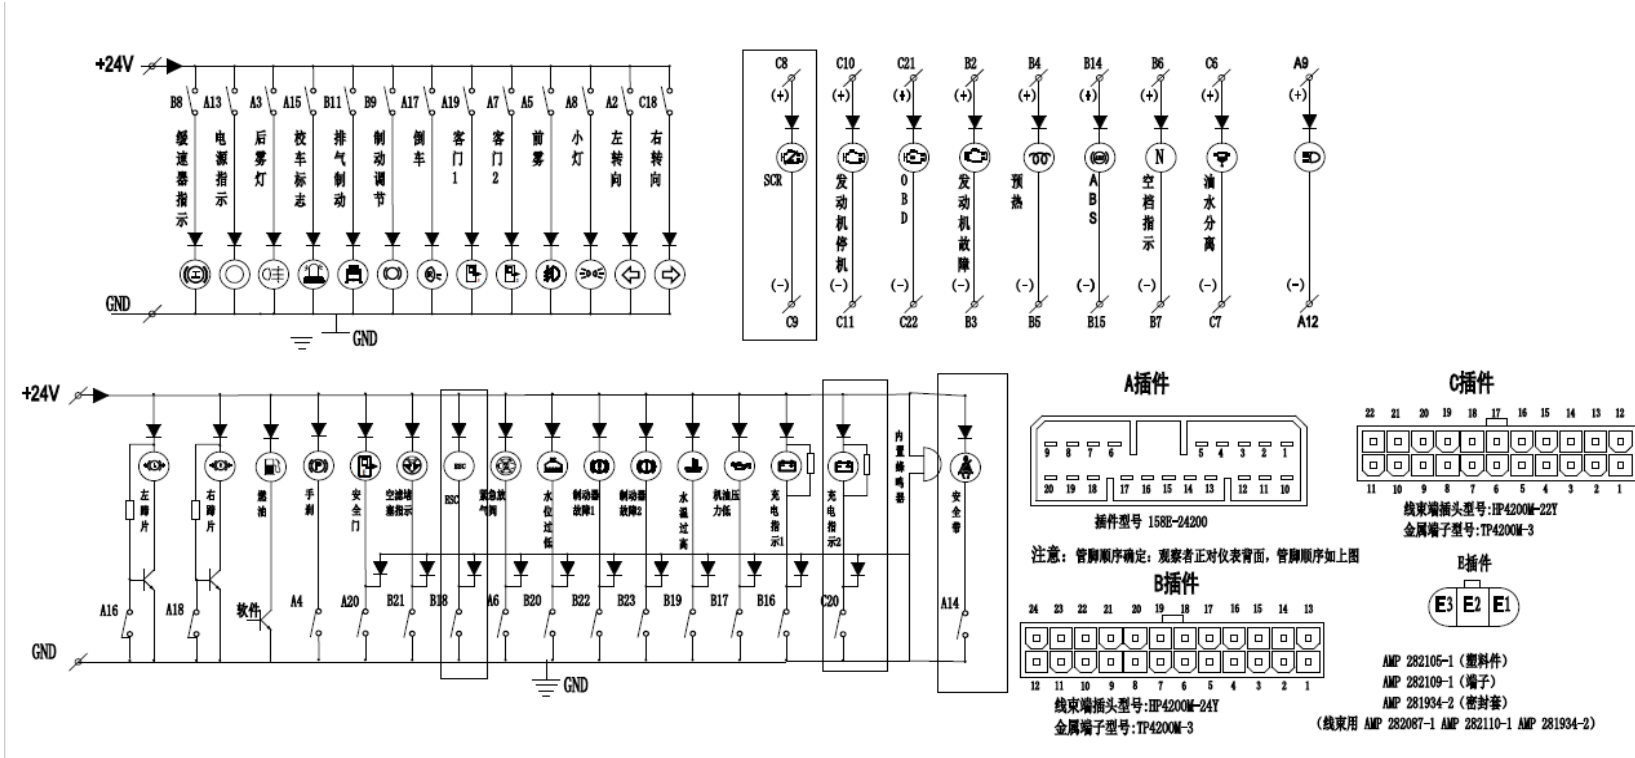 +24V
B8 A13 A3 A15 B11 B9 A17 A19 A7 A5 A8 A2 C18
缓速器指示
电源指示
后雾灯
校车标志
排气制动
制动调节
倒车
客门1
客门2
前雾
小灯
左转向
右转向
GND
GND
C8 C10 C21 B2 B4 B14 B6 C6 A9
(+) (+) (+) (+) (+) (+) (+) (+) (+)
N
SCR
发动机停机
OBD
发动机故障
预热
ABS
空档指示
油水分离
(-) (-) (-) (-) (-) (-) (-) (-) (-)
C9 C11 C22 B3 B5 B15 B7 C7 A12
+24V
ESC
左蹄片
右蹄片
燃油
手刹
安全门
空滤堵塞指示
ESC
紧急放气阀
水位过低
制动器故障1
制动器故障2
水温过高
机油压力低
充电指示1
充电指示2
内置蜂鸣器
安全带
A16 A18 软件 A4 A20 B21 B18 A6 B20 B22 B23 B19 B17 B16 C20 A14
GND
GND
A插件
9 8 7 6 5 4 3 2 1
20 19 18 17 16 15 14 13 12 11 10
插件型号 158E-24200
注意：管脚顺序确定：观察者正对仪表背面，管脚顺序如上图
B插件
24 23 22 21 20 19 18 17 16 15 14 13
12 11 10 9 8 7 6 5 4 3 2 1
线束端插头型号:HP4200M-24Y
金属端子型号:TP4200M-3
C插件
22 21 20 19 18 17 16 15 14 13 12
11 10 9 8 7 6 5 4 3 2 1
线束端插头型号:HP4200M-22Y
金属端子型号:TP4200M-3
E插件
E3 E2 E1
AMP 282105-1（塑料件）
AMP 282109-1（端子）
AMP 281934-2（密封套）
（线束用 AMP 282087-1 AMP 282110-1 AMP 281934-2）